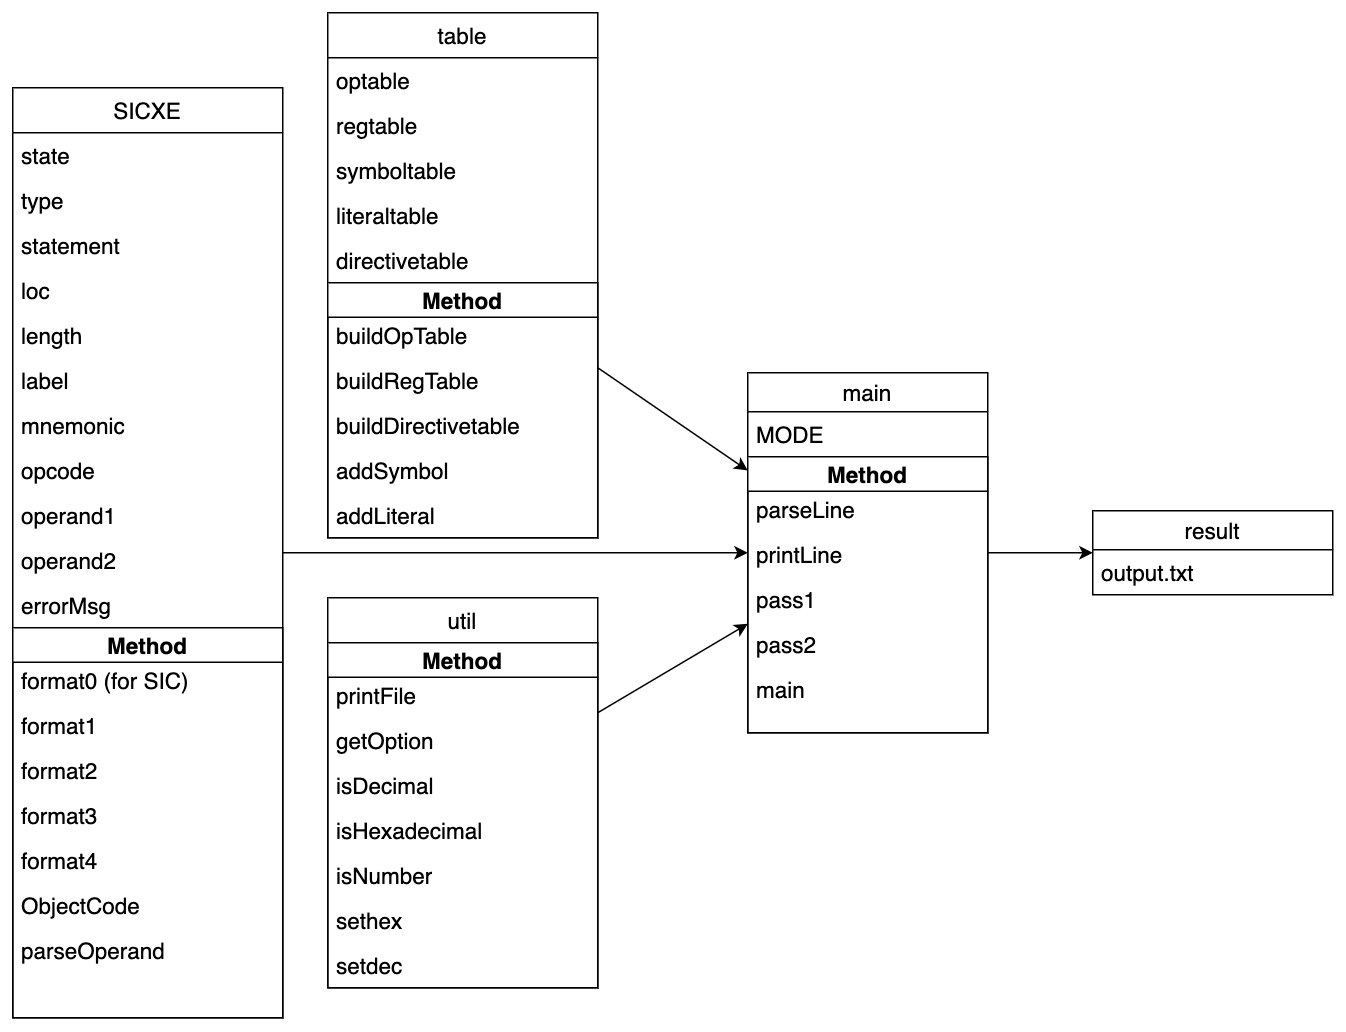 SICXE
state
type
statement
loc
length
label
mnemonic
opcode
operand1
operand2
errorMsg
Method
format0 (for SIC)
format1
format2
format3
format4
ObjectCode
parseOperand
table
optable
regtable
symboltable
literaltable
directivetable
Method
buildOpTable
buildRegTable
buildDirectivetable
addSymbol
addLiteral
util
Method
printFile
getOption
isDecimal
isHexadecimal
isNumber
sethex
setdec
main
MODE
Method
parseLine
printLine
pass1
pass2
main
result
output.txt